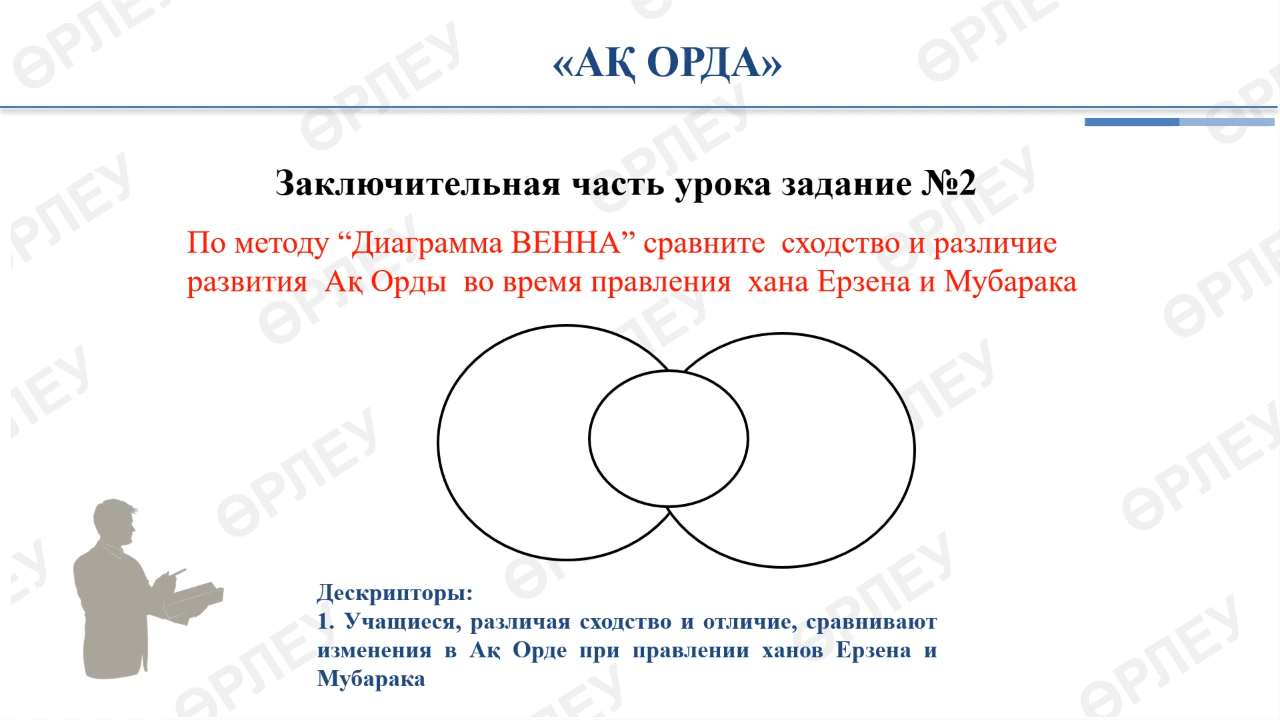 «АҚ ОРДА»
Заключительная часть урока задание №2
По методу “Диаграмма ВЕННА” сравните сходство и различие
развития Ақ Орды во время правления хана Ерзена и Мубарака
Дескрипторы:
1. Учащиеся, различая сходство и отличие, сравнивают
изменения в Ақ Орде при правлении ханов Ерзена и
Мубарака
ӨРЛЕУ